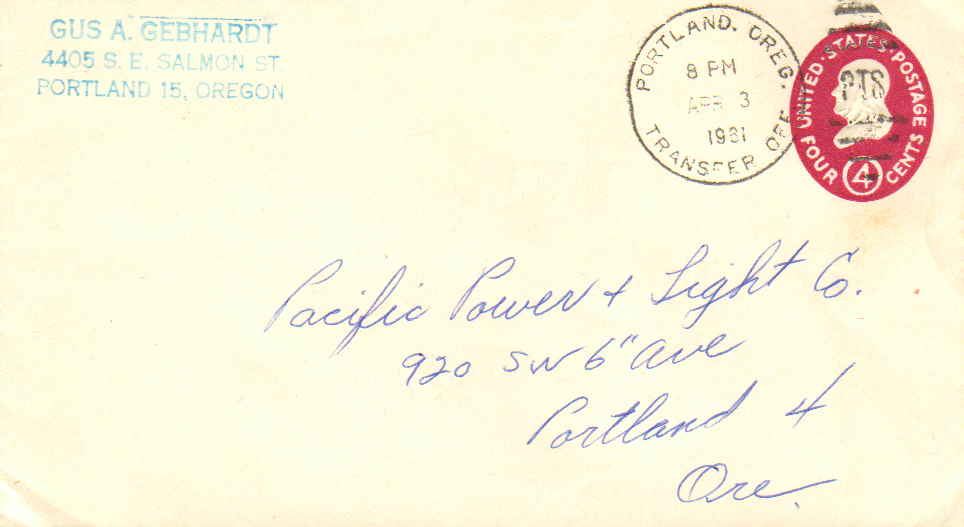 GUS A. GEBHARDT
4405 S. E. SALMON ST.
PORTLAND 15, OREGON
PORTLAND. OREG.
8 PM
APR 3
1961
TRANSFER OFF
UNITED·STATES·POSTAGE
PTS
FOUR 4 CENTS
Pacific Power + Light Co.
920 SW 6" Ave
Portland 4
Ore.